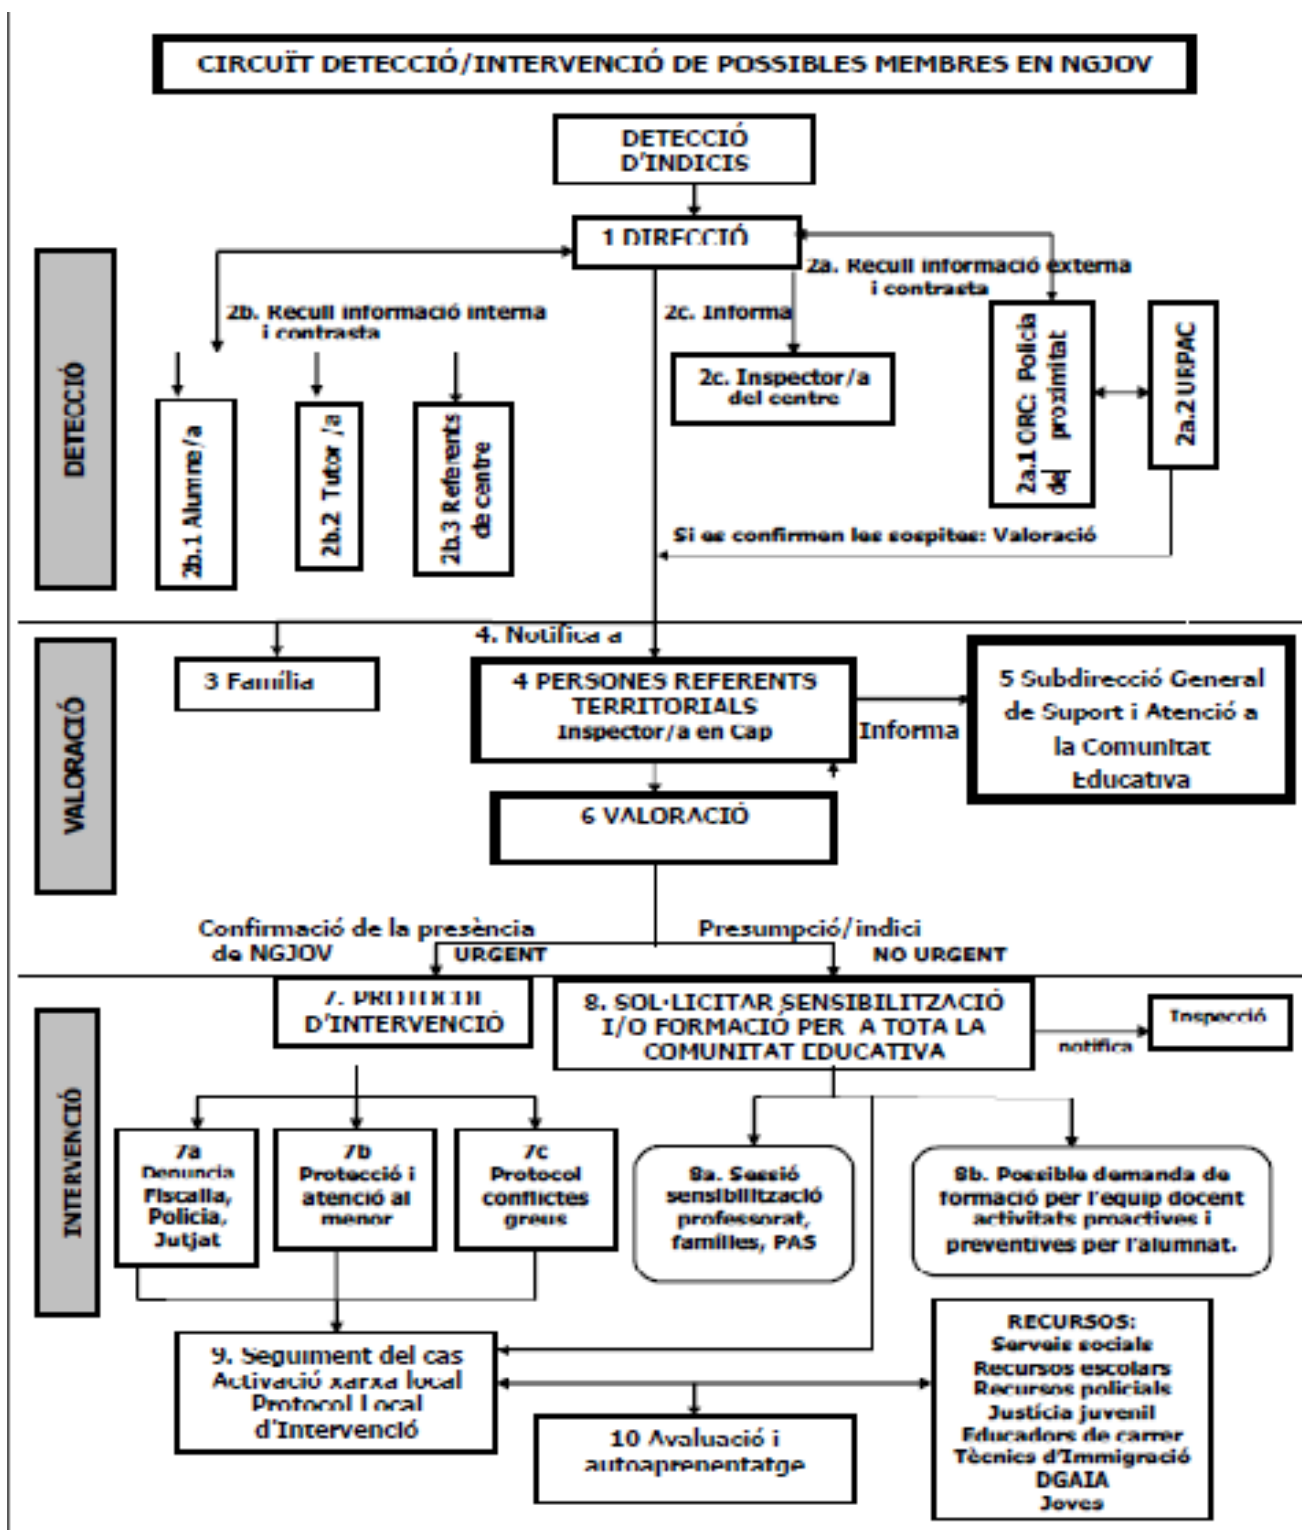 CIRCUÏT DETECCIÓ/INTERVENCIÓ DE POSSIBLES MEMBRES EN NGJOV
DETECCIÓ
D'INDICIS
1 DIRECCIÓ
2a. Recull informació externa
i contrasta
2b. Recull informació interna
i contrasta
2c. Informa
2c. Inspector/a
del centre
2a.1 ORC: Policia
de proximitat
2a.2 URPAC
DETECCIÓ
2b.1 Alumne/a
2b.2 Tutor /a
2b.3 Referents
de centre
Si es confirmen les sospites: Valoració
4. Notifica a
VALORACIÓ
3 Família
4 PERSONES REFERENTS
TERRITORIALS
Inspector/a en Cap
Informa
5 Subdirecció General
de Suport i Atenció a
la Comunitat
Educativa
6 VALORACIÓ
Confirmació de la presència
de NGJOV
URGENT
Presumpció/indici
NO URGENT
INTERVENCIÓ
7. PROTOCOL
D'INTERVENCIÓ
8. SOL·LICITAR SENSIBILITZACIÓ
I/O FORMACIÓ PER A TOTA LA
COMUNITAT EDUCATIVA
notifica
Inspecció
7a
Denuncia
Fiscalia,
Policia,
Jutjat
7b
Protecció i
atenció al
menor
7c
Protocol
conflictes
greus
8a. Sessió
sensibilització
professorat,
famílies, PAS
8b. Possible demanda de
formació per l'equip docent
activitats proactives i
preventives per l'alumnat.
9. Seguiment del cas
Activació xarxa local
Protocol Local
d'Intervenció
10 Avaluació i
autoaprenentatge
RECURSOS:
Serveis socials
Recursos escolars
Recursos policials
Justícia juvenil
Educadors de carrer
Tècnics d'Immigració
DGAIA
Joves